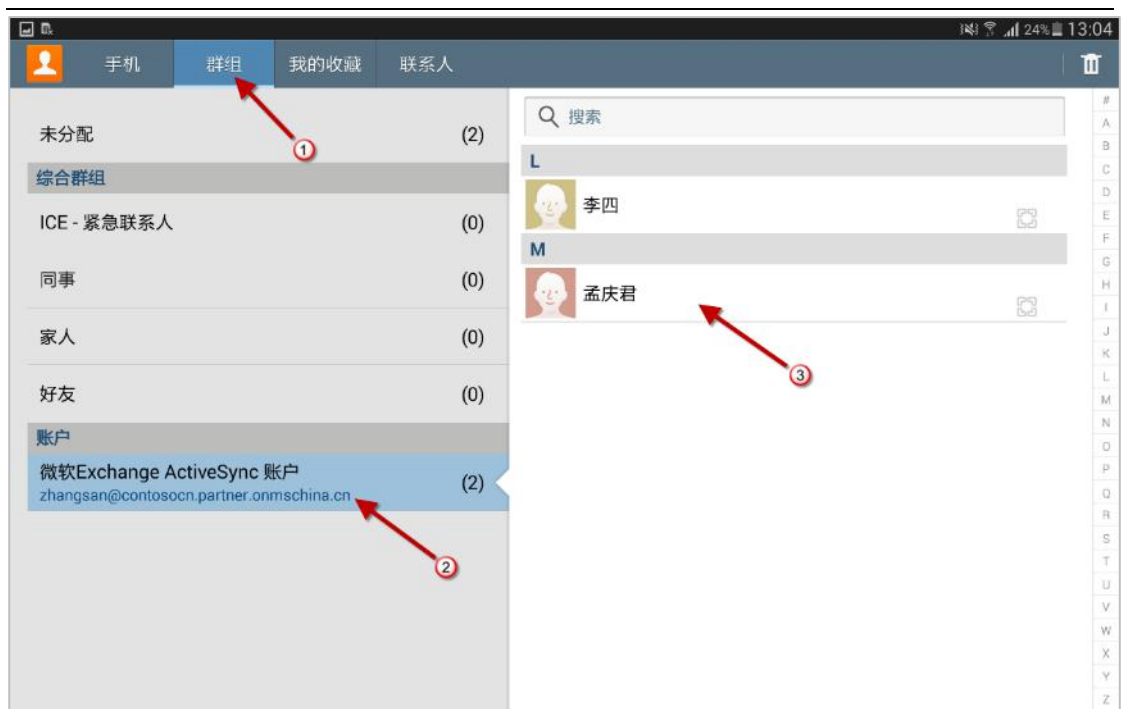 24% 13:04
手机 群组 我的收藏 联系人
未分配 (2)
综合群组
ICE - 紧急联系人 (0)
同事 (0)
家人 (0)
好友 (0)
账户
微软Exchange ActiveSync 账户 (2)
zhangsan@contosocn.partner.onmschina.cn
搜索
L
李四
M
孟庆君
1
2
3
#
A
B
C
D
E
F
G
H
I
J
K
L
M
N
O
P
Q
R
S
T
U
V
W
X
Y
Z